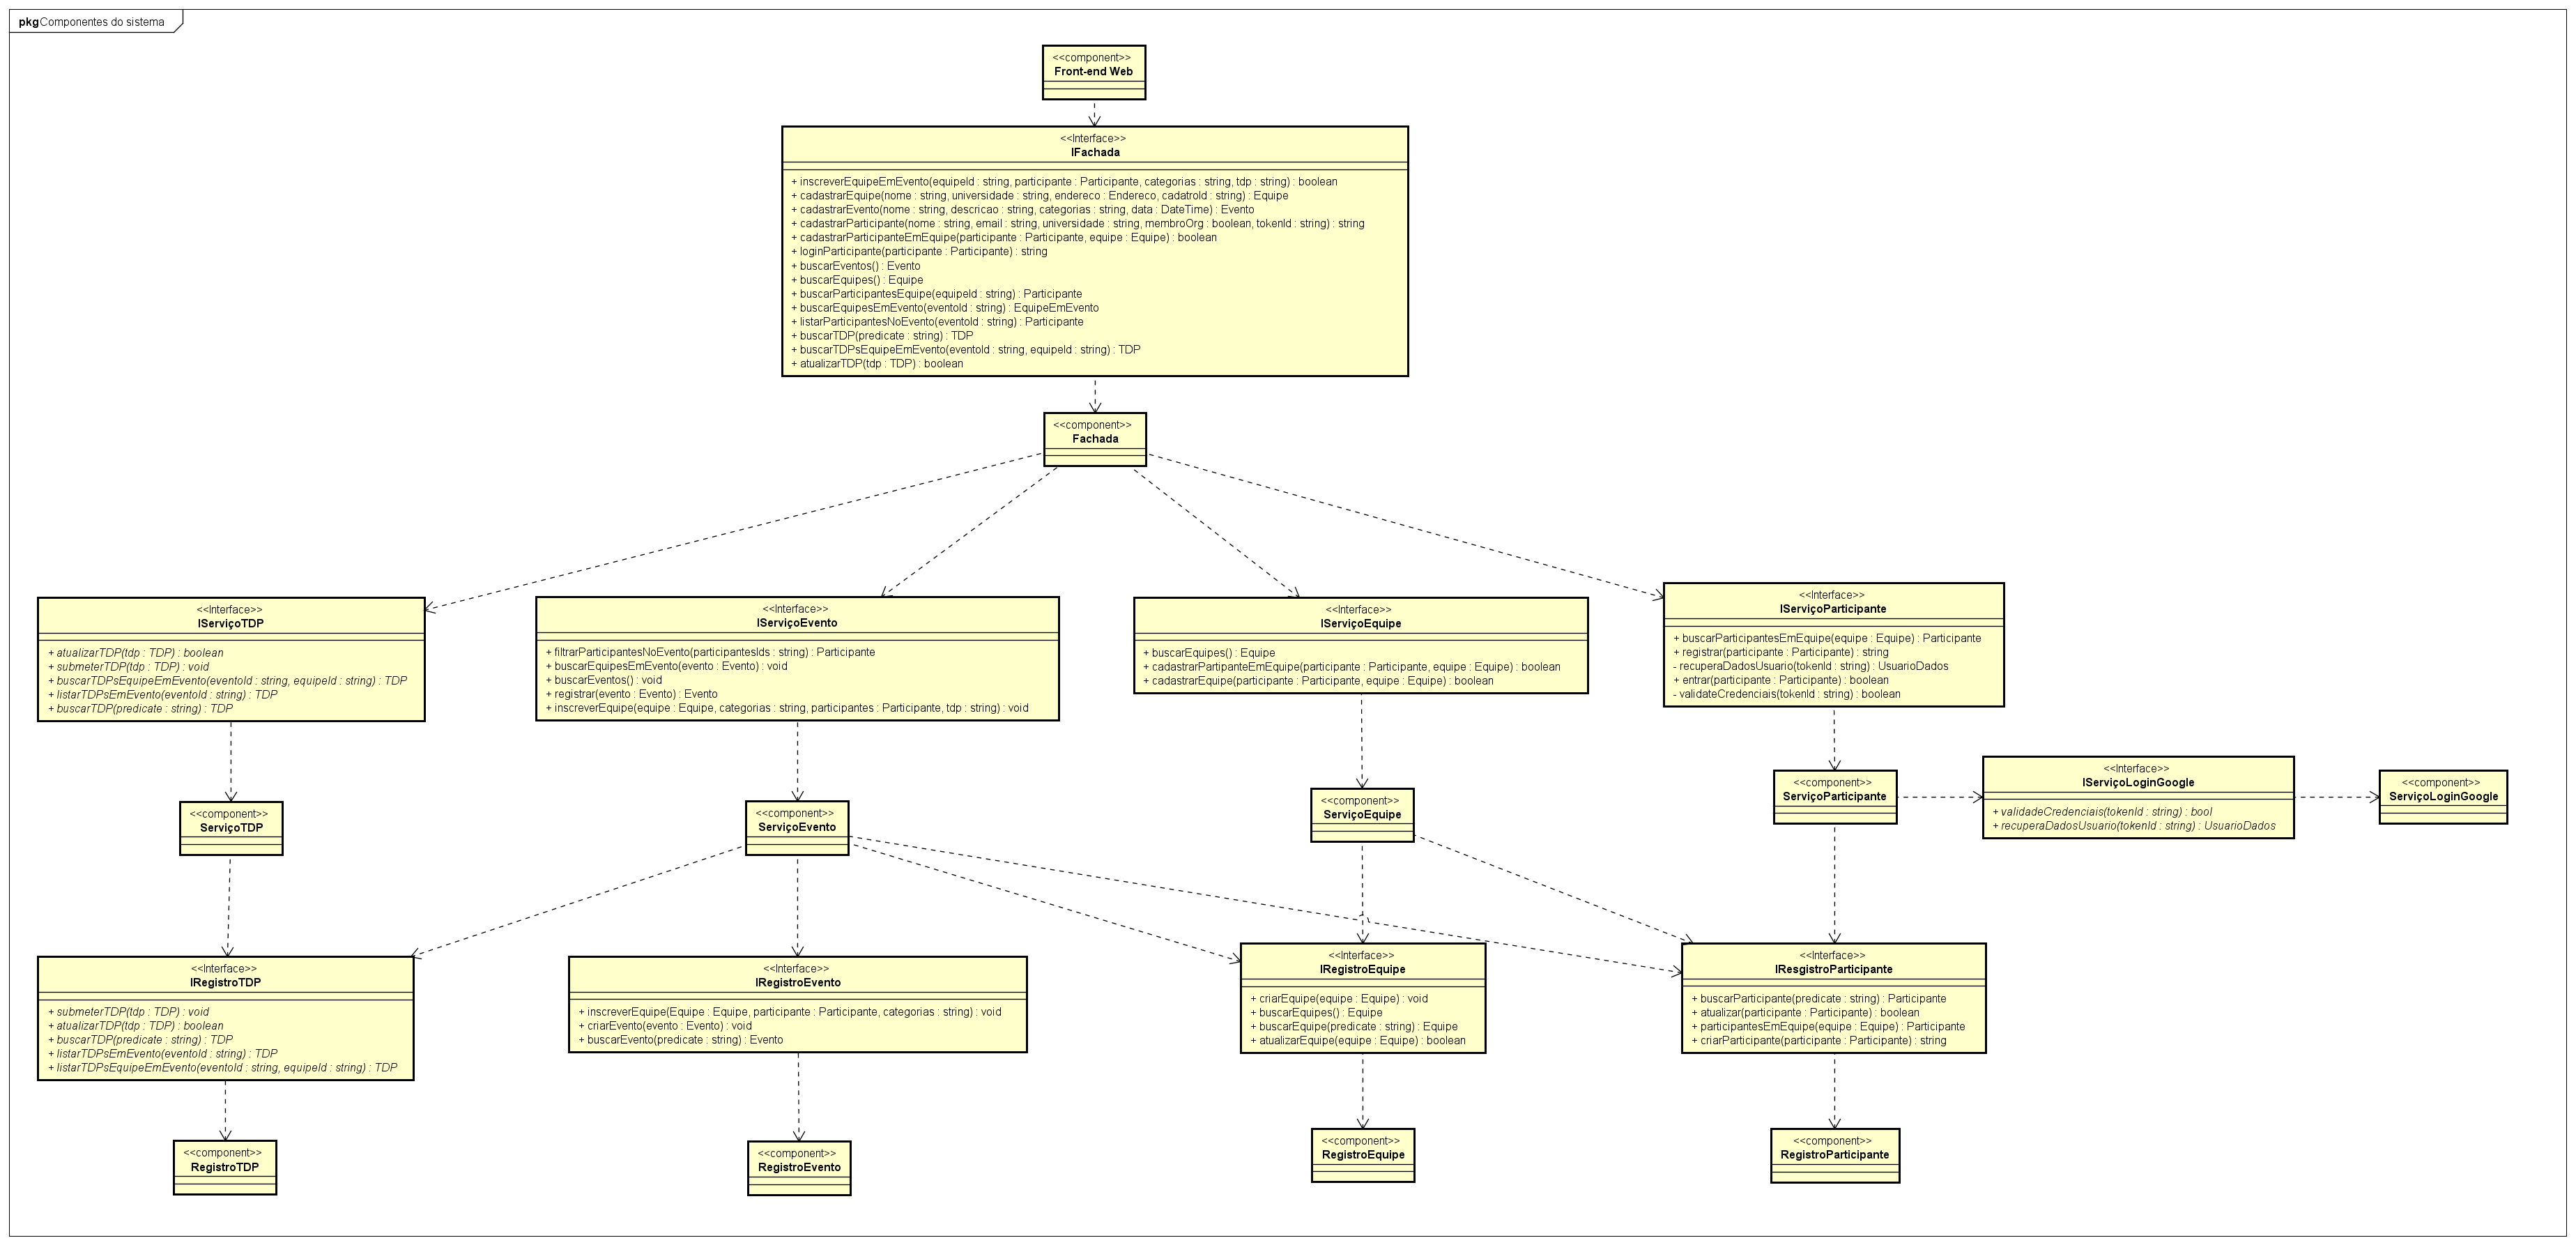 pkg Componentes do sistema
<<component>>
Front-end Web
<<Interface>>
IFachada
+ inscreverEquipeEmEvento(equipeId : string, participante : Participante, categorias : string, tdp : string) : boolean
+ cadastrarEquipe(nome : string, universidade : string, endereco : Endereco, cadatroId : string) : Equipe
+ cadastrarEvento(nome : string, descricao : string, categorias : string, data : DateTime) : Evento
+ cadastrarParticipante(nome : string, email : string, universidade : string, membroOrg : boolean, tokenId : string) : string
+ cadastrarParticipanteEmEquipe(participante : Participante, equipe : Equipe) : boolean
+ loginParticipante(participante : Participante) : string
+ buscarEventos() : Evento
+ buscarEquipes() : Equipe
+ buscarParticipantesEquipe(equipeId : string) : Participante
+ buscarEquipesEmEvento(eventoId : string) : EquipeEmEvento
+ listarParticipantesNoEvento(eventoId : string) : Participante
+ buscarTDP(predicate : string) : TDP
+ buscarTDPsEquipeEmEvento(eventoId : string, equipeId : string) : TDP
+ atualizarTDP(tdp : TDP) : boolean
<<component>>
Fachada
<<Interface>>
IServiçoTDP
+ atualizarTDP(tdp : TDP) : boolean
+ submeterTDP(tdp : TDP) : void
+ buscarTDPsEquipeEmEvento(eventoId : string, equipeId : string) : TDP
+ listarTDPsEmEvento(eventoId : string) : TDP
+ buscarTDP(predicate : string) : TDP
<<Interface>>
IServiçoEvento
+ filtrarParticipantesNoEvento(participantesIds : string) : Participante
+ buscarEquipesEmEvento(evento : Evento) : void
+ buscarEventos() : void
+ registrar(evento : Evento) : Evento
+ inscreverEquipe(equipe : Equipe, categorias : string, participantes : Participante, tdp : string) : void
<<Interface>>
IServiçoEquipe
+ buscarEquipes() : Equipe
+ cadastrarPartipanteEmEquipe(participante : Participante, equipe : Equipe) : boolean
+ cadastrarEquipe(participante : Participante, equipe : Equipe) : boolean
<<Interface>>
IServiçoParticipante
+ buscarParticipantesEmEquipe(equipe : Equipe) : Participante
+ registrar(participante : Participante) : string
- recuperaDadosUsuario(tokenId : string) : UsuarioDados
+ entrar(participante : Participante) : boolean
- validateCredenciais(tokenId : string) : boolean
<<component>>
ServiçoTDP
<<component>>
ServiçoEvento
<<component>>
ServiçoEquipe
<<component>>
ServiçoParticipante
<<Interface>>
IServiçoLoginGoogle
+ validadeCredenciais(tokenId : string) : bool
+ recuperaDadosUsuario(tokenId : string) : UsuarioDados
<<component>>
ServiçoLoginGoogle
<<Interface>>
IRegistroTDP
+ submeterTDP(tdp : TDP) : void
+ atualizarTDP(tdp : TDP) : boolean
+ buscarTDP(predicate : string) : TDP
+ listarTDPsEmEvento(eventoId : string) : TDP
+ listarTDPsEquipeEmEvento(eventoId : string, equipeId : string) : TDP
<<Interface>>
IRegistroEvento
+ inscreverEquipe(Equipe : Equipe, participante : Participante, categorias : string) : void
+ criarEvento(evento : Evento) : void
+ buscarEvento(predicate : string) : Evento
<<Interface>>
IRegistroEquipe
+ criarEquipe(equipe : Equipe) : void
+ buscarEquipes() : Equipe
+ buscarEquipe(predicate : string) : Equipe
+ atualizarEquipe(equipe : Equipe) : boolean
<<Interface>>
IResgistroParticipante
+ buscarParticipante(predicate : string) : Participante
+ atualizar(participante : Participante) : boolean
+ participantesEmEquipe(equipe : Equipe) : Participante
+ criarParticipante(participante : Participante) : string
<<component>>
RegistroTDP
<<component>>
RegistroEvento
<<component>>
RegistroEquipe
<<component>>
RegistroParticipante